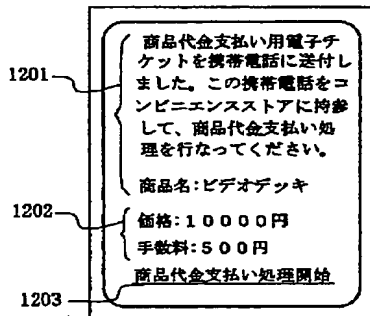 商品代金支払い用電子チ
ケットを携帯電話に送付し
ました。この携帯電話をコ
ンビニエンスストアに持参
して、商品代金支払い処
理を行なってください。
1201
商品名:ビデオデッキ
1202
価格:10000円
手数料:500円
商品代金支払い処理開始
1203